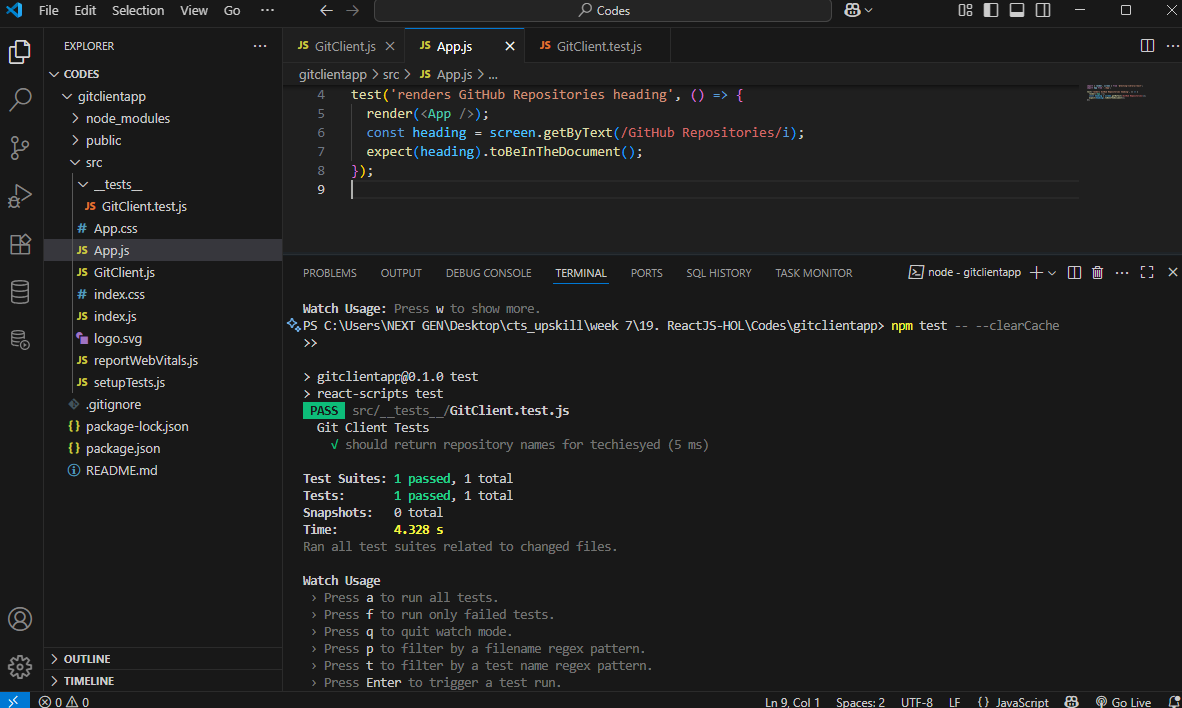 File Edit Selection View Go ··· Codes
EXPLORER
CODES
gitclientapp
node_modules
public
src
__tests__
JS GitClient.test.js
# App.css
JS App.js
JS GitClient.js
# index.css
JS index.js
logo.svg
JS reportWebVitals.js
JS setupTests.js
.gitignore
{} package-lock.json
{} package.json
README.md
OUTLINE
TIMELINE
JS GitClient.js JS App.js JS GitClient.test.js
gitclientapp > src > JS App.js > ...
4 test('renders GitHub Repositories heading', () => {
5 render(<App />);
6 const heading = screen.getByText(/GitHub Repositories/i);
7 expect(heading).toBeInTheDocument();
8 });
9
PROBLEMS OUTPUT DEBUG CONSOLE TERMINAL PORTS SQL HISTORY TASK MONITOR node - gitclientapp
Watch Usage: Press w to show more.
PS C:\Users\NEXT GEN\Desktop\cts_upskill\week 7\19. ReactJS-HOL\Codes\gitclientapp> npm test -- --clearCache
>>
> gitclientapp@0.1.0 test
> react-scripts test
PASS src/__tests__/GitClient.test.js
Git Client Tests
√ should return repository names for techiesyed (5 ms)
Test Suites: 1 passed, 1 total
Tests: 1 passed, 1 total
Snapshots: 0 total
Time: 4.328 s
Ran all test suites related to changed files.
Watch Usage
› Press a to run all tests.
› Press f to run only failed tests.
› Press q to quit watch mode.
› Press p to filter by a filename regex pattern.
› Press t to filter by a test name regex pattern.
› Press Enter to trigger a test run.
0 0 Ln 9, Col 1 Spaces: 2 UTF-8 LF {} JavaScript Go Live